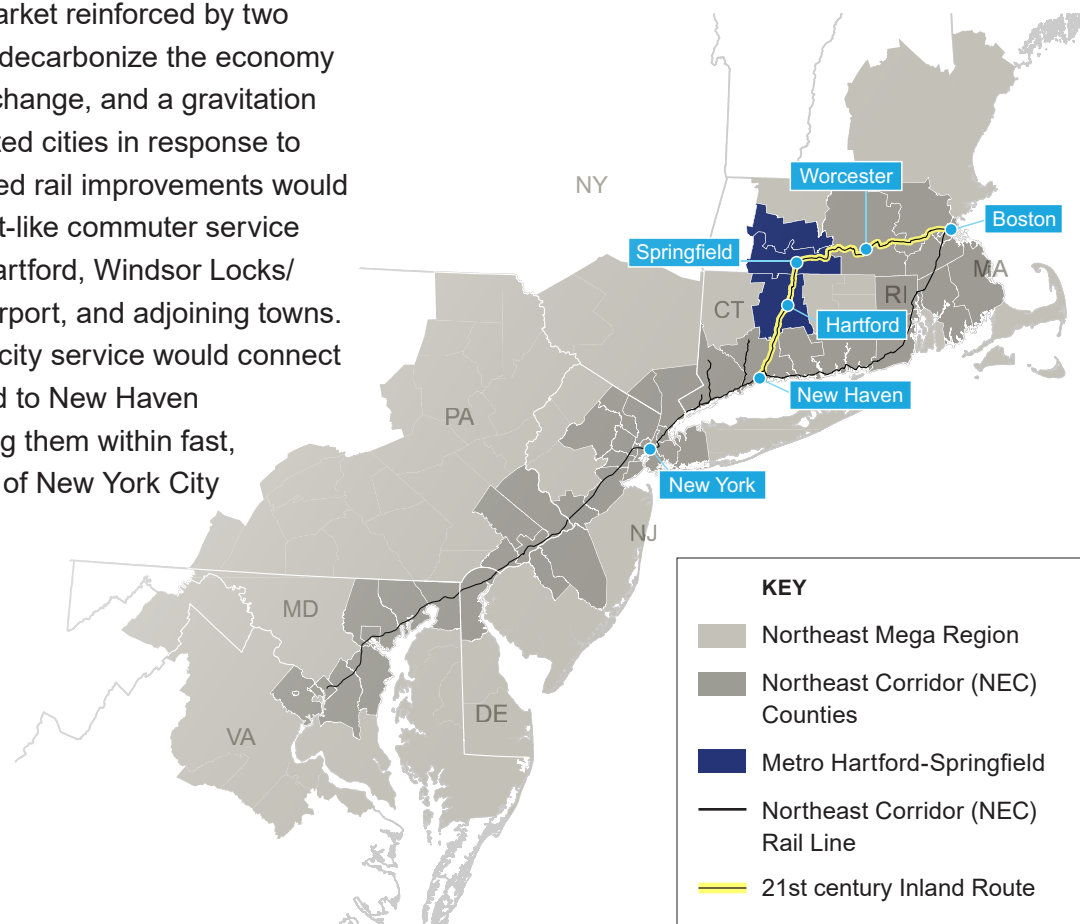 arket reinforced by two
decarbonize the economy
change, and a gravitation
ted cities in response to
ed rail improvements would
t-like commuter service
artford, Windsor Locks/
rport, and adjoining towns.
city service would connect
d to New Haven
g them within fast,
of New York City
NY
Worcester
Boston
Springfield
MA
RI
CT
Hartford
New Haven
PA
New York
NJ
MD
DE
VA
KEY
Northeast Mega Region
Northeast Corridor (NEC)
Counties
Metro Hartford-Springfield
Northeast Corridor (NEC)
Rail Line
21st century Inland Route